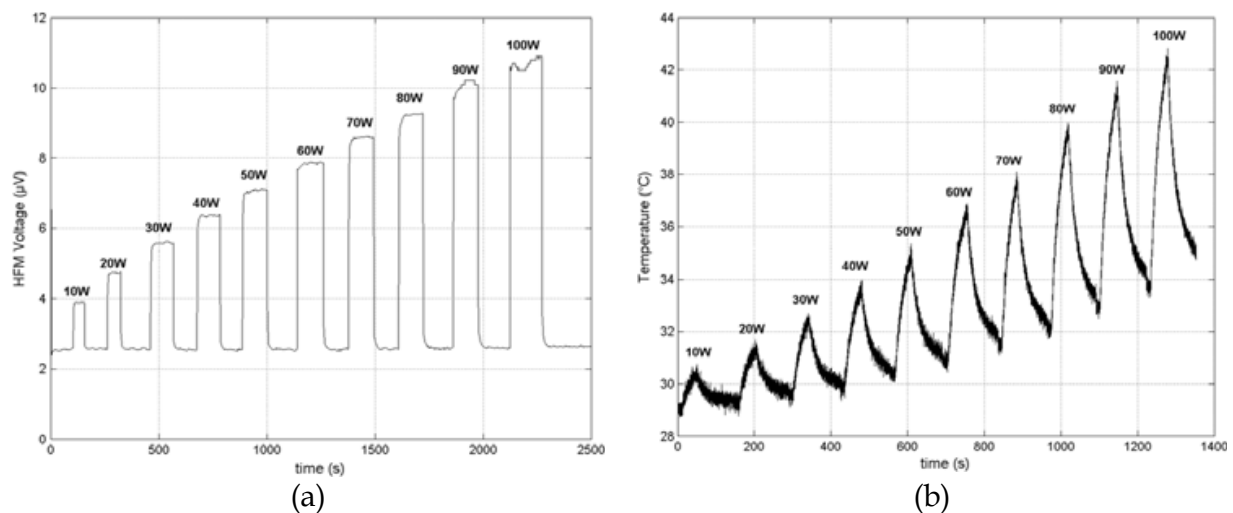 12
10
8
6
4
2
0
HFM Voltage (µV)
10W
20W
30W
40W
50W
60W
70W
80W
90W
100W
0 500 1000 1500 2000 2500
time (s)
(a)
44
42
40
38
36
34
32
30
28
Temperature (°C)
10W
20W
30W
40W
50W
60W
70W
80W
90W
100W
0 200 400 600 800 1000 1200 1400
time (s)
(b)